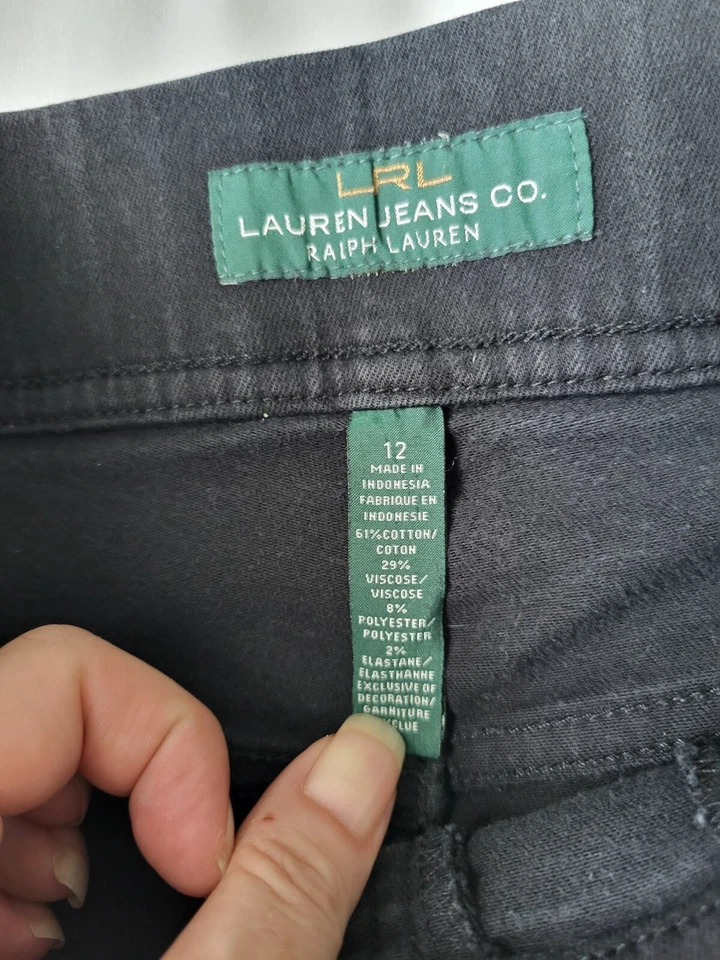 LRL
LAUREN JEANS CO.
RALPH LAUREN
12
MADE IN
INDONESIA
FABRIQUE EN
INDONESIE
61%COTTON/
COTON
29%
VISCOSE/
VISCOSE
8%
POLYESTER/
POLYESTER
2%
ELASTANE/
ELASTHANNE
EXCLUSIVE OF
DECORATION/
GARNITURE